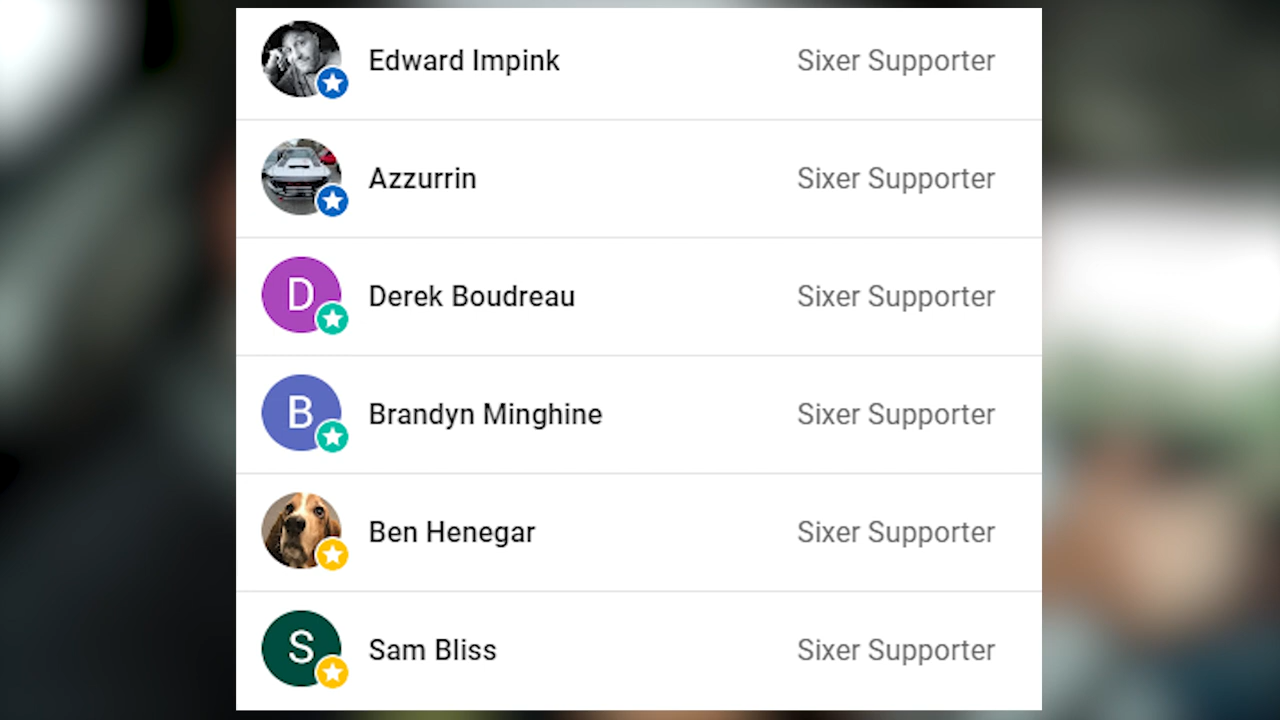 Edward Impink Sixer Supporter
Azzurrin Sixer Supporter
D Derek Boudreau Sixer Supporter
B Brandyn Minghine Sixer Supporter
Ben Henegar Sixer Supporter
S Sam Bliss Sixer Supporter